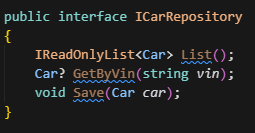 public interface ICarRepository
{
    IReadOnlyList<Car> List();
    Car? GetByVin(string vin);
    void Save(Car car);
}